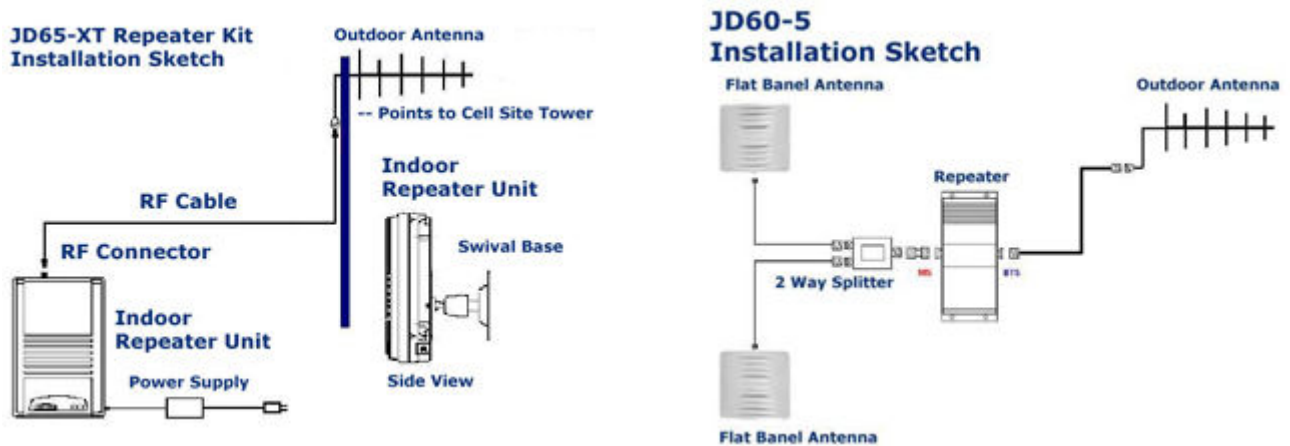 JD65-XT Repeater Kit
Installation Sketch
Outdoor Antenna
-- Points to Cell Site Tower
Indoor
Repeater Unit
RF Cable
RF Connector
Swival Base
Indoor
Repeater Unit
Power Supply
Side View
JD60-5
Installation Sketch
Flat Banel Antenna
Outdoor Antenna
Repeater
2 Way Splitter
MS
BTS
Flat Banel Antenna